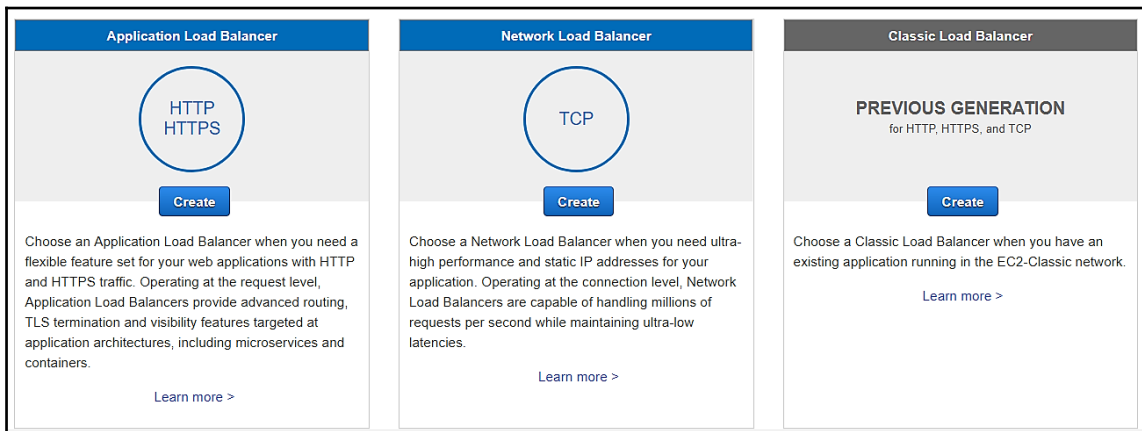 Application Load Balancer
HTTP
HTTPS
Create
Choose an Application Load Balancer when you need a
flexible feature set for your web applications with HTTP
and HTTPS traffic. Operating at the request level,
Application Load Balancers provide advanced routing,
TLS termination and visibility features targeted at
application architectures, including microservices and
containers.
Learn more >
Network Load Balancer
TCP
Create
Choose a Network Load Balancer when you need ultra-
high performance and static IP addresses for your
application. Operating at the connection level, Network
Load Balancers are capable of handling millions of
requests per second while maintaining ultra-low
latencies.
Learn more >
Classic Load Balancer
PREVIOUS GENERATION
for HTTP, HTTPS, and TCP
Create
Choose a Classic Load Balancer when you have an
existing application running in the EC2-Classic network.
Learn more >